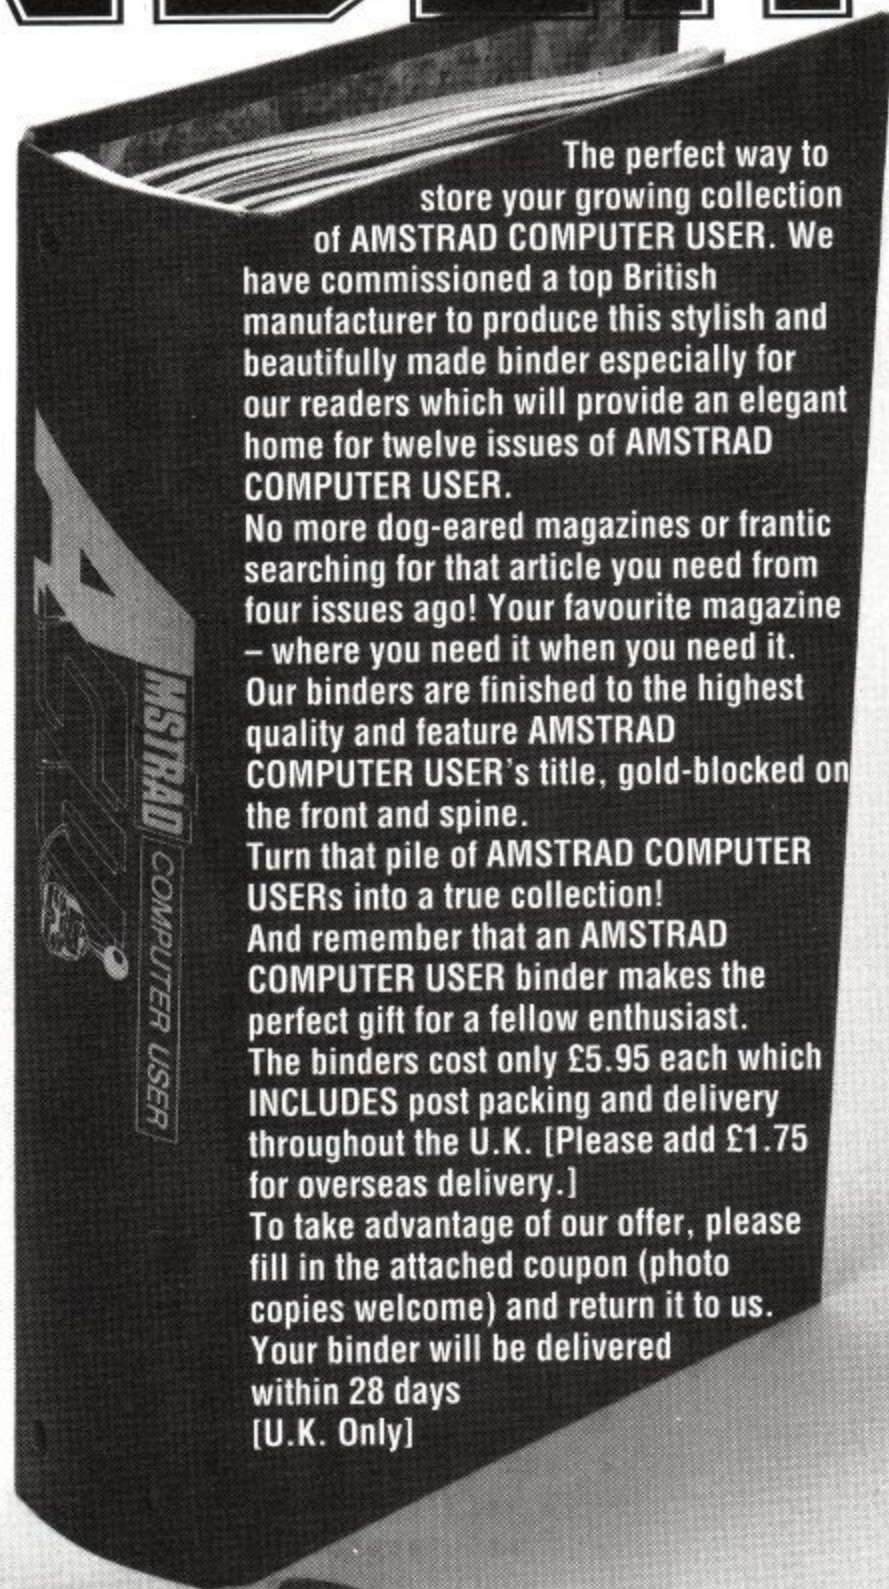 The perfect way to
store your growing collection
of AMSTRAD COMPUTER USER. We
have commissioned a top British
manufacturer to produce this stylish and
beautifully made binder especially for
our readers which will provide an elegant
home for twelve issues of AMSTRAD
COMPUTER USER.
No more dog-eared magazines or frantic
searching for that article you need from
four issues ago! Your favourite magazine
– where you need it when you need it.
Our binders are finished to the highest
quality and feature AMSTRAD
COMPUTER USER's title, gold-blocked on
the front and spine.
Turn that pile of AMSTRAD COMPUTER
USERs into a true collection!
And remember that an AMSTRAD
COMPUTER USER binder makes the
perfect gift for a fellow enthusiast.
The binders cost only £5.95 each which
INCLUDES post packing and delivery
throughout the U.K. [Please add £1.75
for overseas delivery.]
To take advantage of our offer, please
fill in the attached coupon (photo
copies welcome) and return it to us.
Your binder will be delivered
within 28 days
[U.K. Only]
ACU
AMSTRAD COMPUTER USER